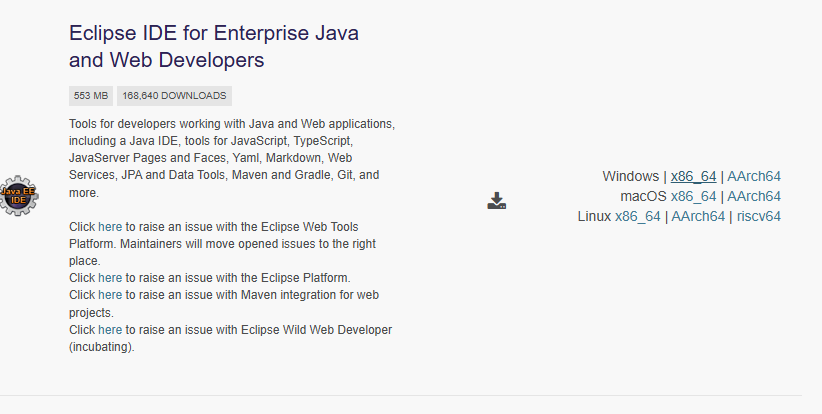 Eclipse IDE for Enterprise Java
and Web Developers
553 MB 168,640 DOWNLOADS
Tools for developers working with Java and Web applications,
including a Java IDE, tools for JavaScript, TypeScript,
JavaServer Pages and Faces, Yaml, Markdown, Web
Services, JPA and Data Tools, Maven and Gradle, Git, and
more.
Java EE
IDE
Click here to raise an issue with the Eclipse Web Tools
Platform. Maintainers will move opened issues to the right
place.
Click here to raise an issue with the Eclipse Platform.
Click here to raise an issue with Maven integration for web
projects.
Click here to raise an issue with Eclipse Wild Web Developer
(incubating).
Windows | x86_64 | AArch64
macOS x86_64 | AArch64
Linux x86_64 | AArch64 | riscv64